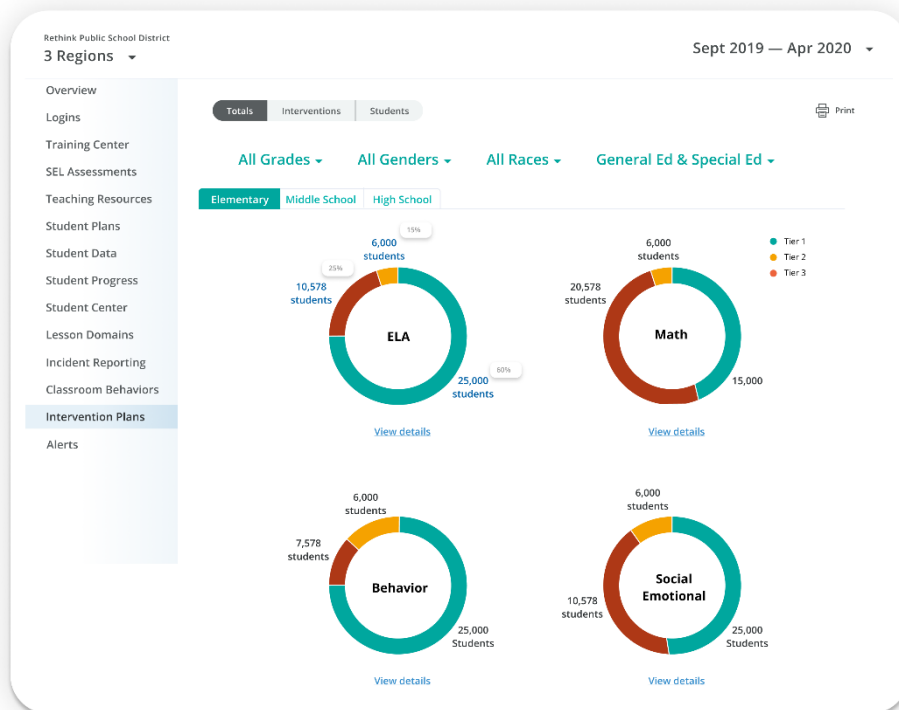 Rethink Public School District
3 Regions
Sept 2019 — Apr 2020
Overview
Logins
Training Center
SEL Assessments
Teaching Resources
Student Plans
Student Data
Student Progress
Student Center
Lesson Domains
Incident Reporting
Classroom Behaviors
Intervention Plans
Alerts
Totals
Interventions
Students
Print
All Grades
All Genders
All Races
General Ed & Special Ed
Elementary
Middle School
High School
15%
6,000
students
25%
10,578
students
ELA
60%
25,000
students
View details
6,000
students
20,578
students
Math
15,000
View details
Tier 1
Tier 2
Tier 3
6,000
students
7,578
students
Behavior
25,000
Students
View details
6,000
students
10,578
students
Social
Emotional
25,000
Students
View details